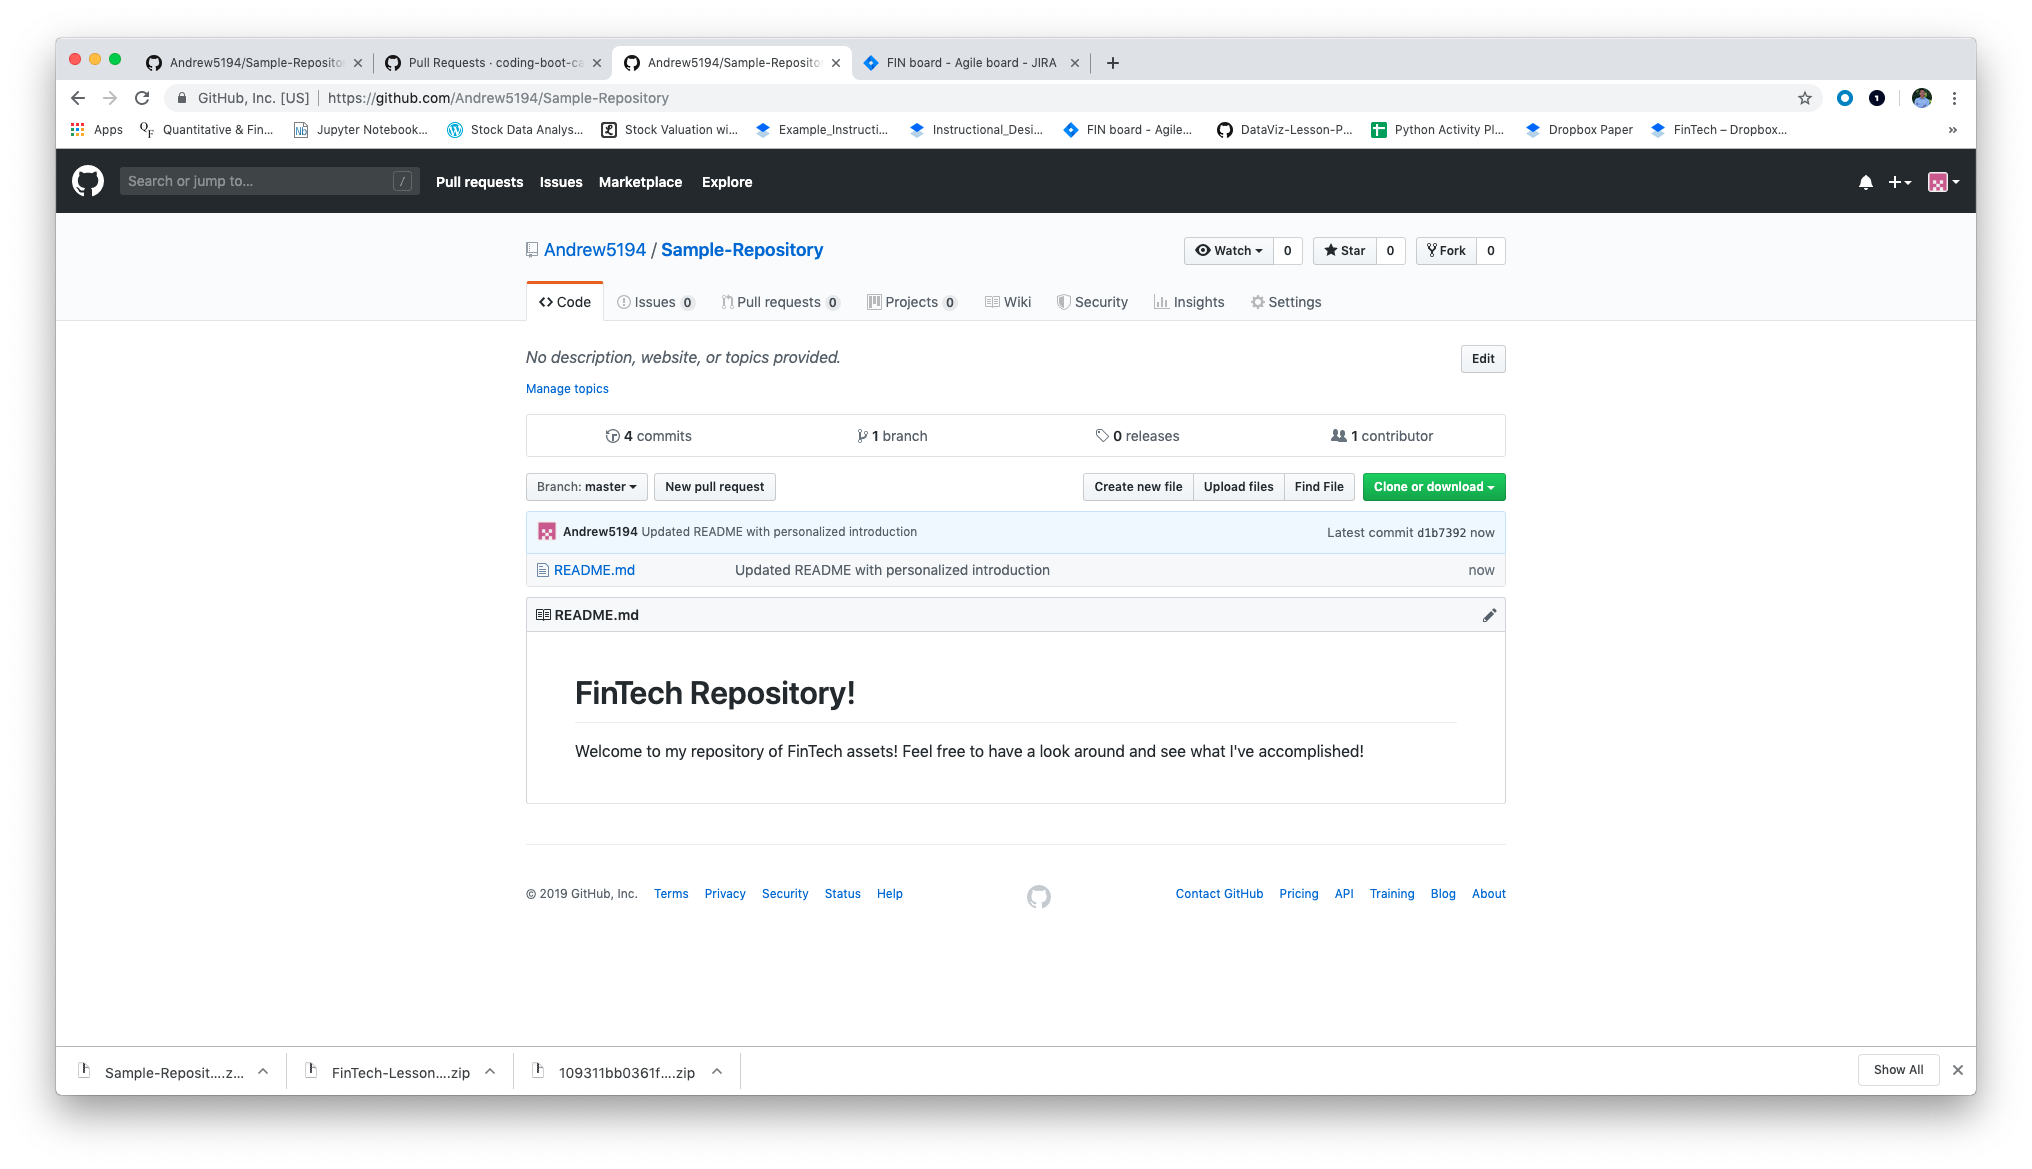 Andrew5194/Sample-Reposito
Pull Requests · coding-boot-ca
Andrew5194/Sample-Reposito
FIN board - Agile board - JIRA
GitHub, Inc. [US] https://github.com/Andrew5194/Sample-Repository
Apps
Quantitative & Fin...
Jupyter Notebook...
Stock Data Analys...
Stock Valuation wi...
Example_Instructi...
Instructional_Desi...
FIN board - Agile...
DataViz-Lesson-P...
Python Activity Pl...
Dropbox Paper
FinTech – Dropbox...
»
Search or jump to... /
Pull requests Issues Marketplace Explore
Andrew5194 / Sample-Repository
Watch 0 Star 0 Fork 0
Code Issues 0 Pull requests 0 Projects 0 Wiki Security Insights Settings
No description, website, or topics provided.
Edit
Manage topics
4 commits 1 branch 0 releases 1 contributor
Branch: master New pull request Create new file Upload files Find File Clone or download
Andrew5194 Updated README with personalized introduction Latest commit d1b7392 now
README.md Updated README with personalized introduction now
README.md
FinTech Repository!
Welcome to my repository of FinTech assets! Feel free to have a look around and see what I've accomplished!
© 2019 GitHub, Inc. Terms Privacy Security Status Help Contact GitHub Pricing API Training Blog About
Sample-Reposit....z... FinTech-Lesson....zip 109311bb0361f....zip Show All